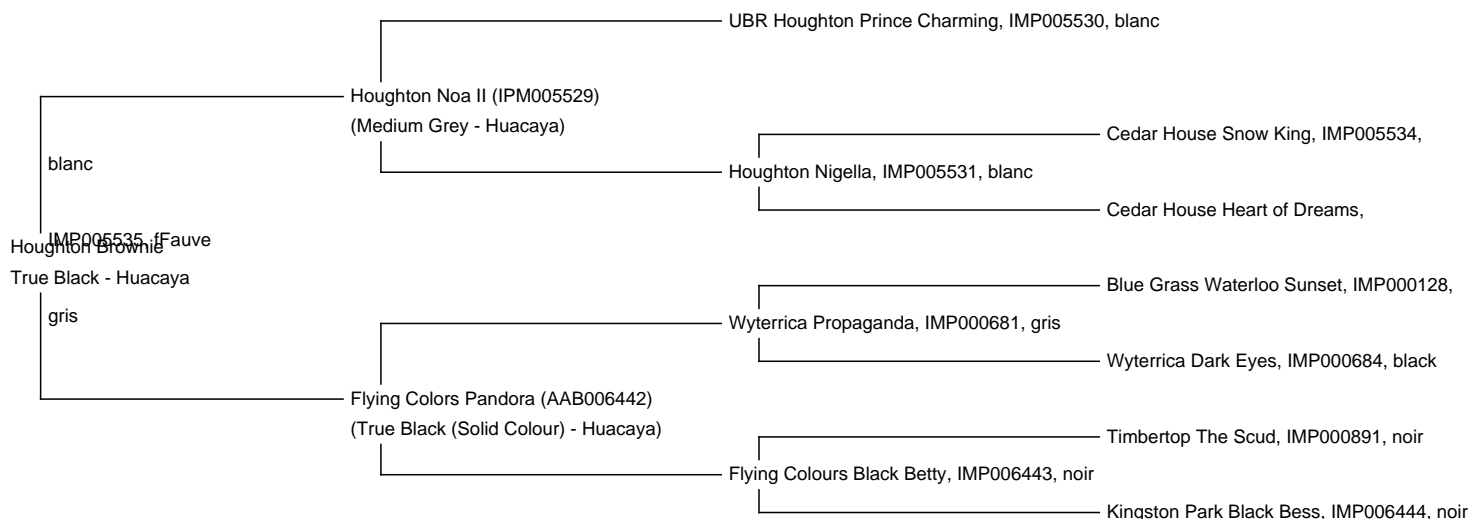 UBR Houghton Prince Charming, IMP005530, blanc
Houghton Noa II (IPM005529)
(Medium Grey - Huacaya)
Cedar House Snow King, IMP005534,
blanc
Houghton Nigella, IMP005531, blanc
Cedar House Heart of Dreams,
IMP005535, fFauve
Houghton Brownie
True Black - Huacaya
Blue Grass Waterloo Sunset, IMP000128,
gris
Wyterrica Propaganda, IMP000681, gris
Wyterrica Dark Eyes, IMP000684, black
Flying Colors Pandora (AAB006442)
(True Black (Solid Colour) - Huacaya)
Timbertop The Scud, IMP000891, noir
Flying Colours Black Betty, IMP006443, noir
Kingston Park Black Bess, IMP006444, noir